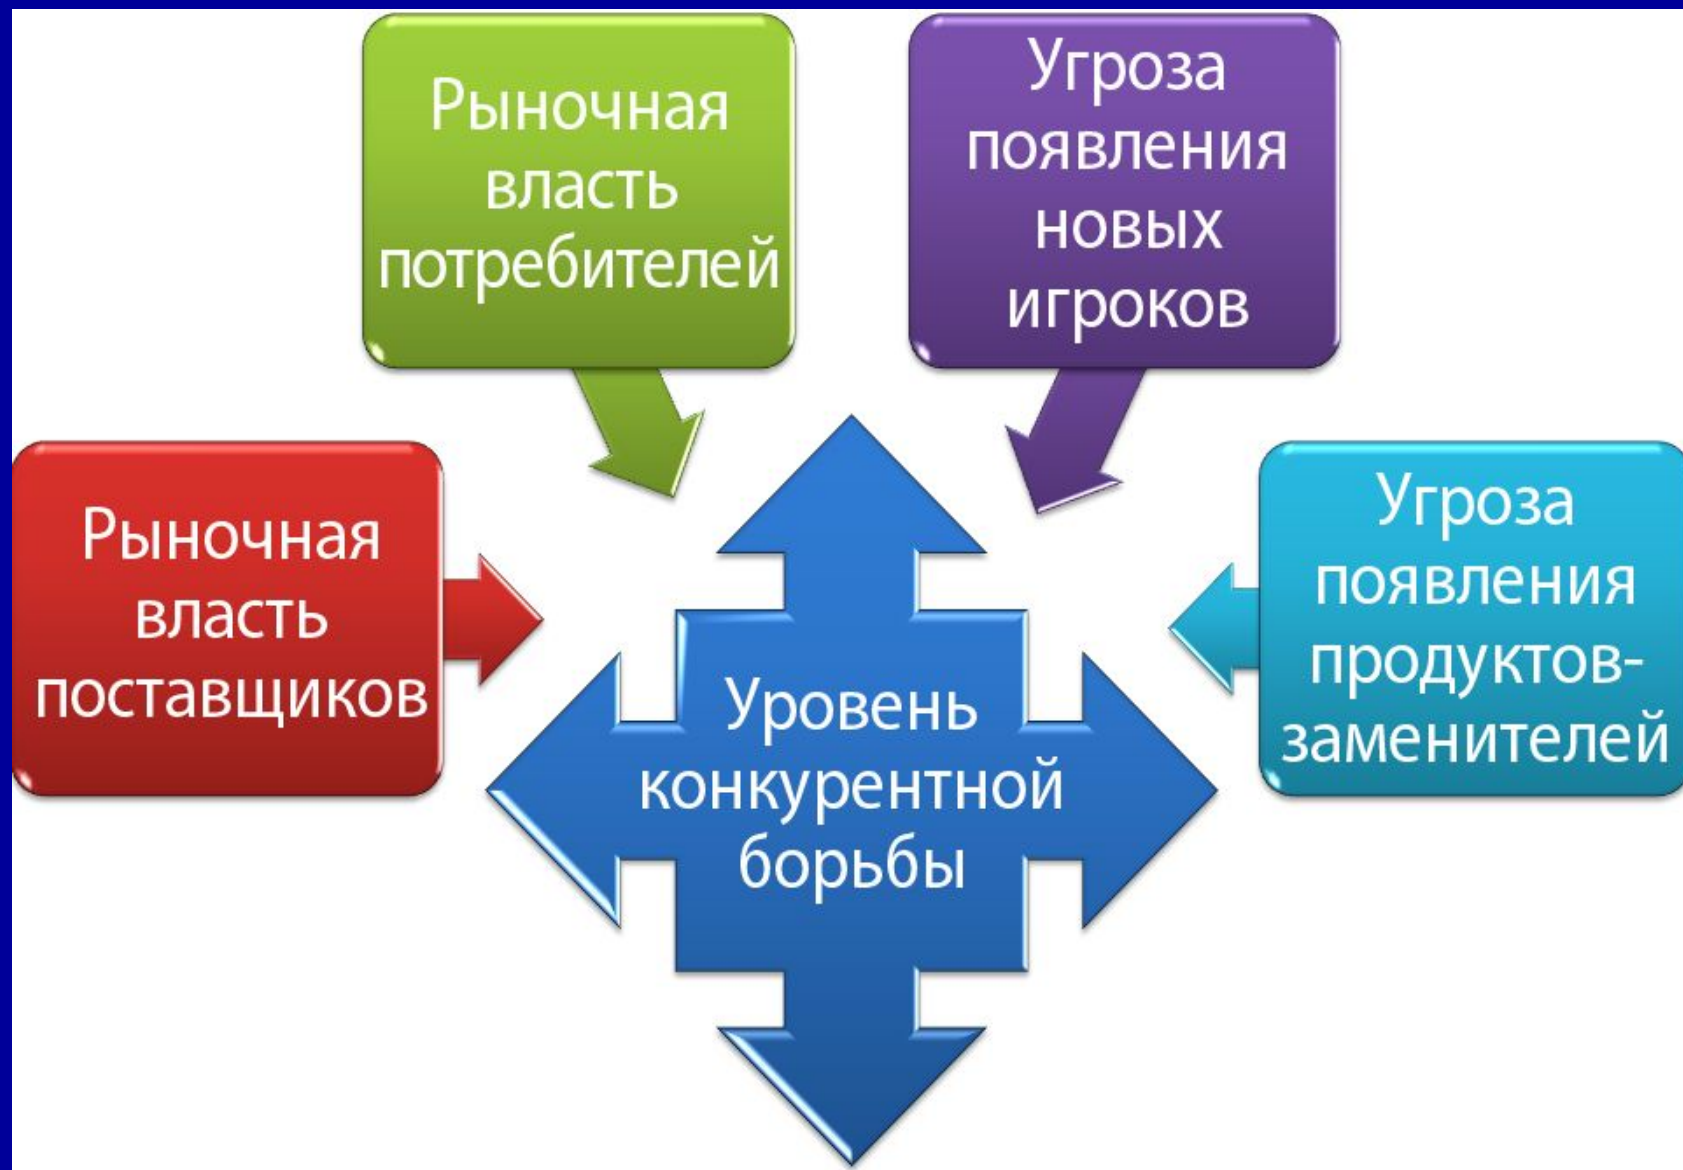 Рыночная
власть
потребителей
Угроза
появления
новых
игроков
Рыночная
власть
поставщиков
Угроза
появления
продуктов-
заменителей
Уровень
конкурентной
борьбы